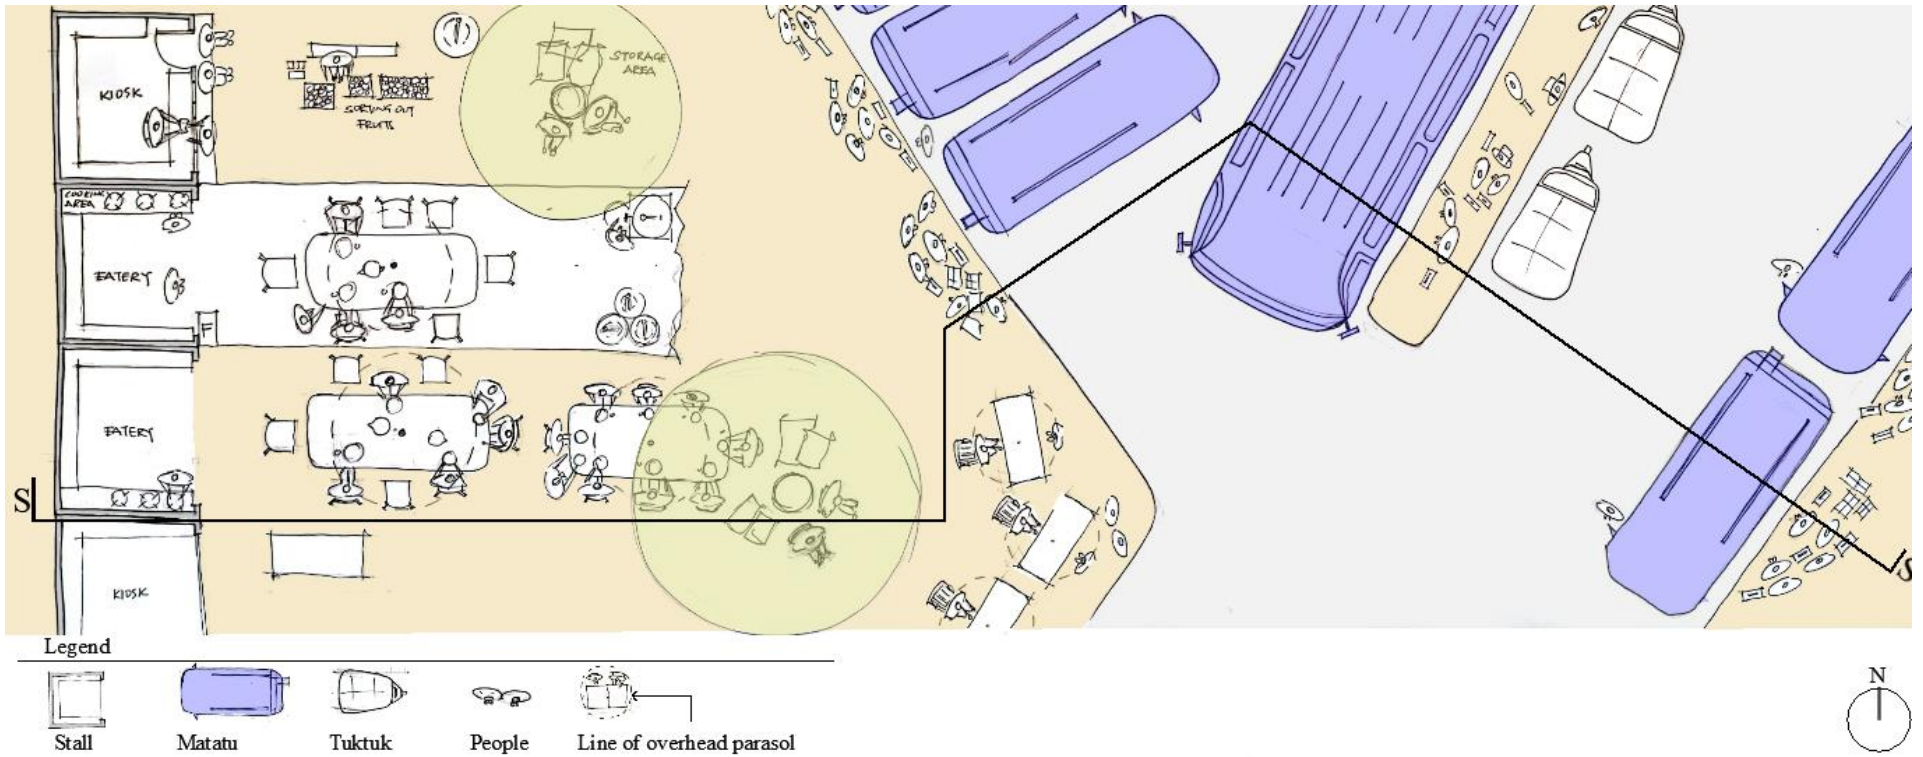 KIOSK
SORTING OUT
FRUITS
STORAGE
AREA
COOKING
AREA
EATERY
F
EATERY
S
S
KIOSK
Legend
Stall
Matatu
Tuktuk
People
Line of overhead parasol
N